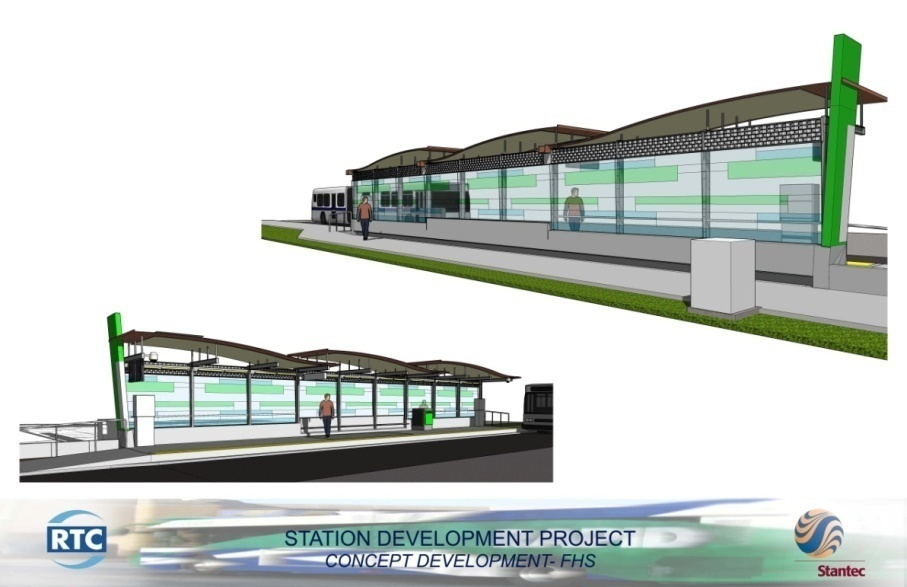 RTC
STATION DEVELOPMENT PROJECT
CONCEPT DEVELOPMENT- FHS
Stantec